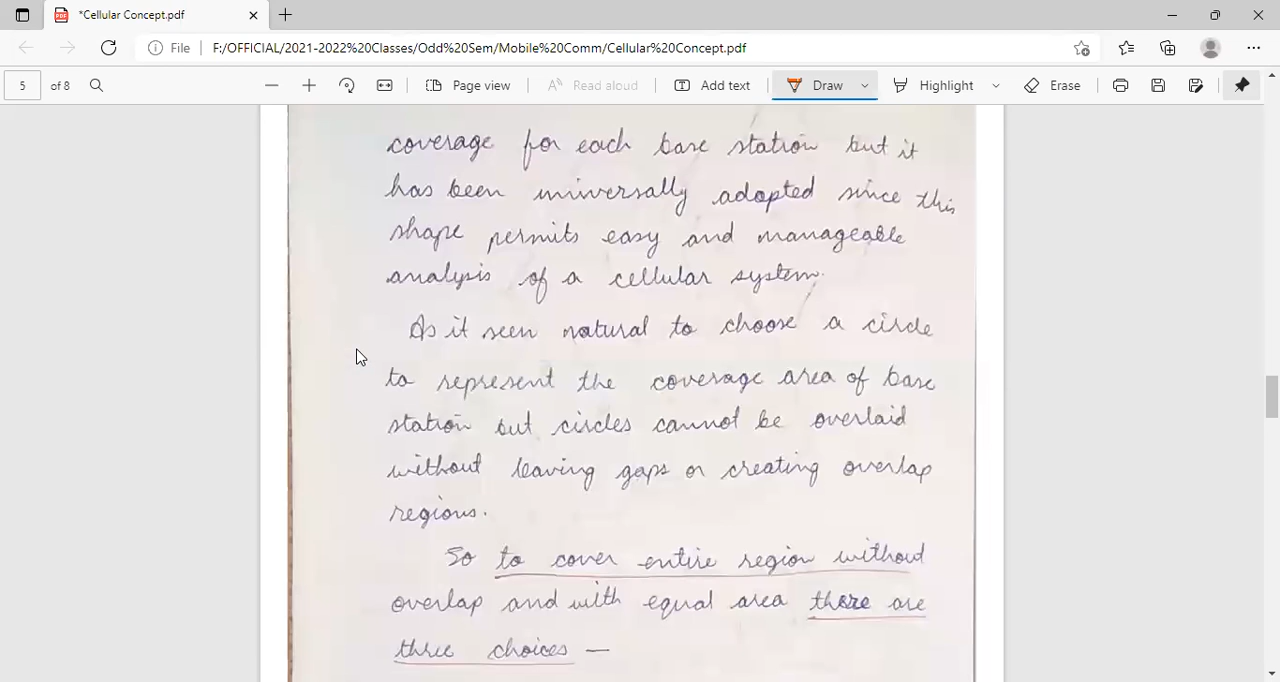 *Cellular Concept.pdf
File F:/OFFICIAL/2021-2022%20Classes/Odd%20Sem/Mobile%20Comm/Cellular%20Concept.pdf
5 of 8 Page view Read aloud Add text Draw Highlight Erase
coverage for each base station but it
has been universally adopted since this
shape permits easy and manageable
analysis of a cellular system.
As it seen natural to choose a circle
to represent the coverage area of base
station but circles cannot be overlaid
without leaving gaps or creating overlap
regions.
So to cover entire region without
overlap and with equal area there are
three choices —